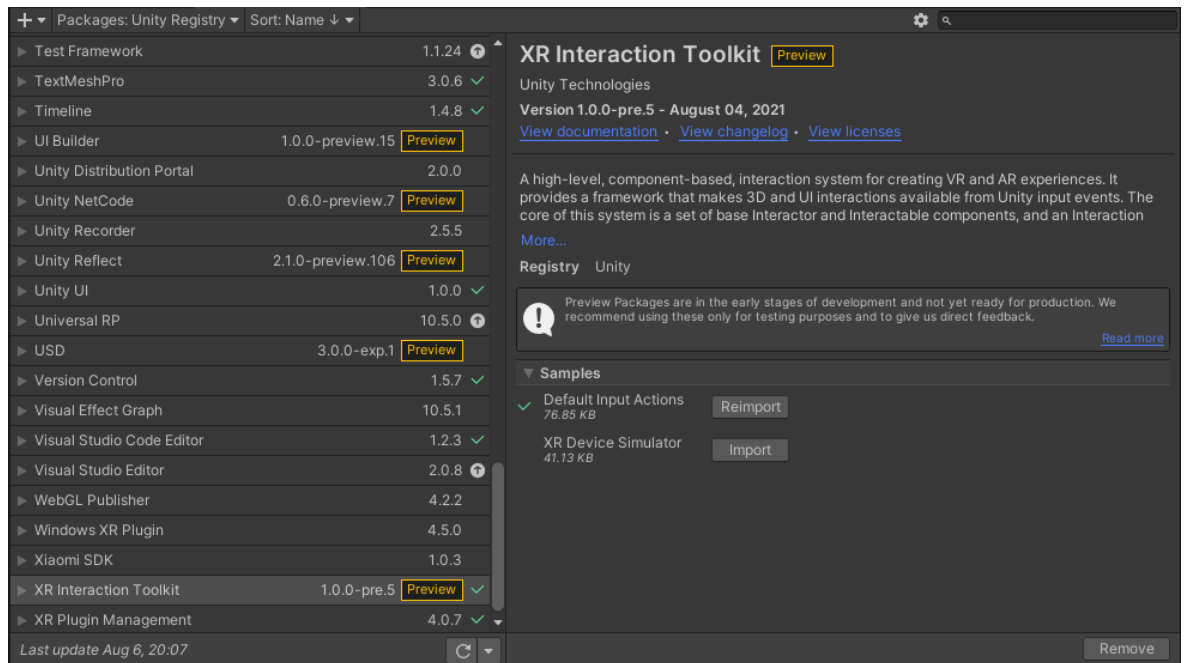 Packages: Unity Registry
Sort: Name ↓
Test Framework 1.1.24
TextMeshPro 3.0.6
Timeline 1.4.8
UI Builder 1.0.0-preview.15 Preview
Unity Distribution Portal 2.0.0
Unity NetCode 0.6.0-preview.7 Preview
Unity Recorder 2.5.5
Unity Reflect 2.1.0-preview.106 Preview
Unity UI 1.0.0
Universal RP 10.5.0
USD 3.0.0-exp.1 Preview
Version Control 1.5.7
Visual Effect Graph 10.5.1
Visual Studio Code Editor 1.2.3
Visual Studio Editor 2.0.8
WebGL Publisher 4.2.2
Windows XR Plugin 4.5.0
Xiaomi SDK 1.0.3
XR Interaction Toolkit 1.0.0-pre.5 Preview
XR Plugin Management 4.0.7
Last update Aug 6, 20:07
XR Interaction Toolkit Preview
Unity Technologies
Version 1.0.0-pre.5 - August 04, 2021
View documentation • View changelog • View licenses
A high-level, component-based, interaction system for creating VR and AR experiences. It
provides a framework that makes 3D and UI interactions available from Unity input events. The
core of this system is a set of base Interactor and Interactable components, and an Interaction
More...
Registry Unity
Preview Packages are in the early stages of development and not yet ready for production. We
recommend using these only for testing purposes and to give us direct feedback.
Read more
Samples
Default Input Actions Reimport
76.85 KB
XR Device Simulator Import
41.13 KB
Remove